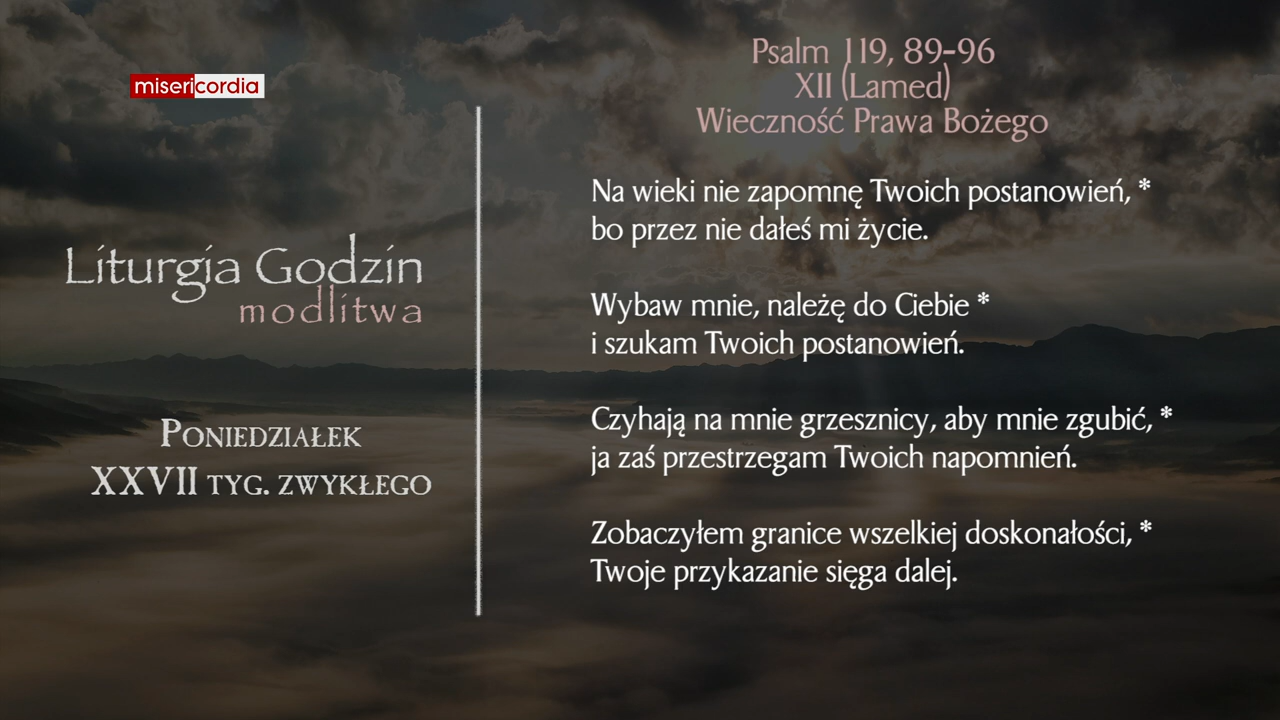 misericordia
Liturgia Godzin
modlitwa
Poniedziałek
XXVII tyg. zwykłego
Psalm 119, 89-96
XII (Lamed)
Wieczność Prawa Bożego
Na wieki nie zapomnę Twoich postanowień, *
bo przez nie dałeś mi życie.
Wybaw mnie, należę do Ciebie *
i szukam Twoich postanowień.
Czyhają na mnie grzesznicy, aby mnie zgubić, *
ja zaś przestrzegam Twoich napomnień.
Zobaczyłem granice wszelkiej doskonałości, *
Twoje przykazanie sięga dalej.